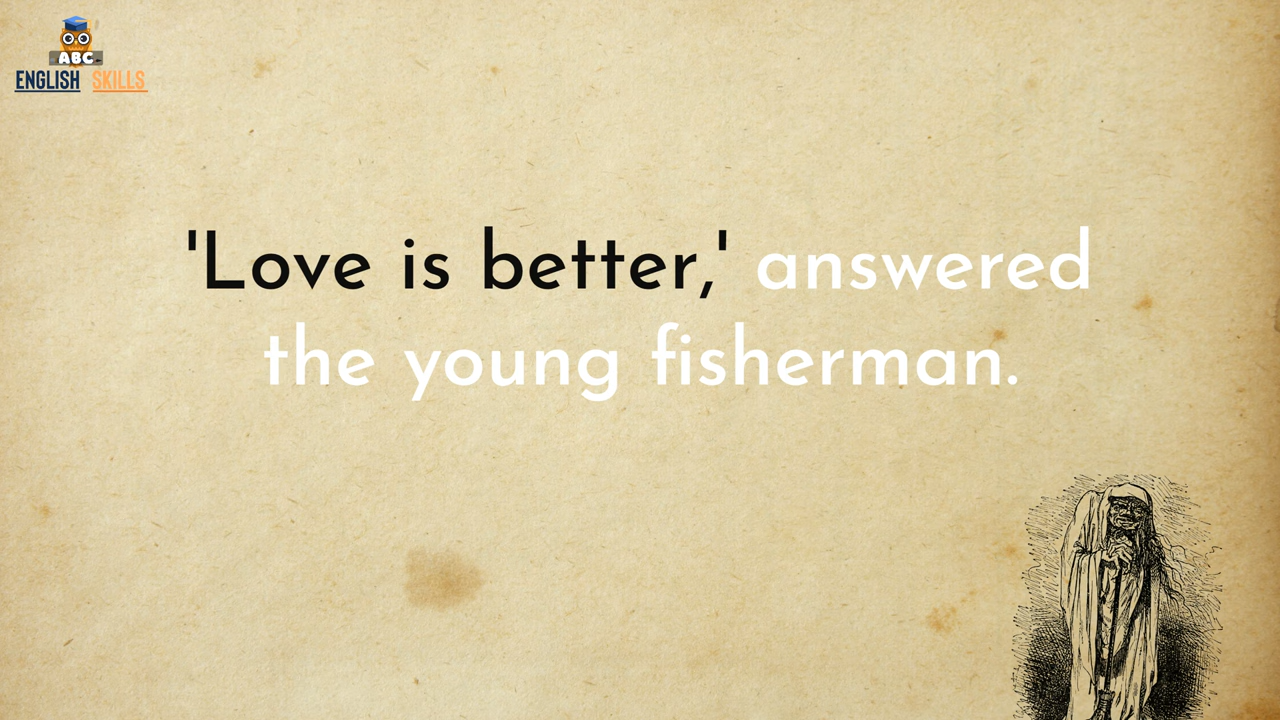 ABC
ENGLISH SKILLS
'Love is better,' answered
the young fisherman.